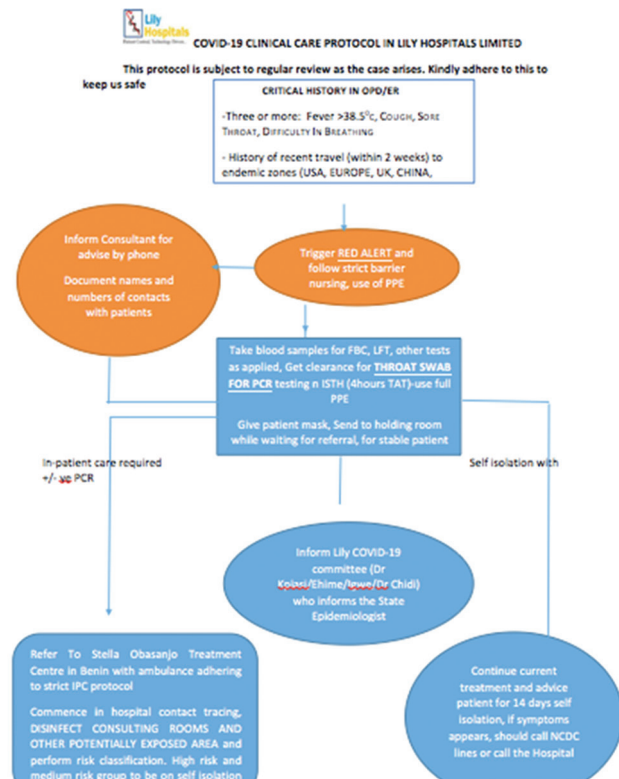 Lily
Hospitals
COVID-19 CLINICAL CARE PROTOCOL IN LILY HOSPITALS LIMITED
This protocol is subject to regular review as the case arises. Kindly adhere to this to
keep us safe
CRITICAL HISTORY IN OPD/ER
-Three or more: Fever >38.5⁰c, COUGH, SORE
THROAT, DIFFICULTY IN BREATHING
- History of recent travel (within 2 weeks) to
endemic zones (USA, EUROPE, UK, CHINA,
Trigger RED ALERT and
follow strict barrier
nursing, use of PPE
Inform Consultant for
advise by phone
Document names and
numbers of contacts
with patients
Take blood samples for FBC, LFT, other tests
as applied, Get clearance for THROAT SWAB
FOR PCR testing n ISTH (4hours TAT)-use full
PPE
Give patient mask, Send to holding room
while waiting for referral, for stable patient
In-patient care required
+/- ve PCR
Self isolation with
Inform Lily COVID-19
committee (Dr
/Ehime/Igwe/Dr Chidi)
who informs the State
Epidemiologist
Refer To Stella Obasanjo Treatment
Centre in Benin with ambulance adhering
to strict IPC protocol
Commence in hospital contact tracing,
DISINFECT CONSULTING ROOMS AND
OTHER POTENTIALLY EXPOSED AREA and
perform risk classification. High risk and
medium risk group to be on self isolation
Continue current
treatment and advice
patient for 14 days self
isolation, if symptoms
appears, should call NCDC
lines or call the Hospital